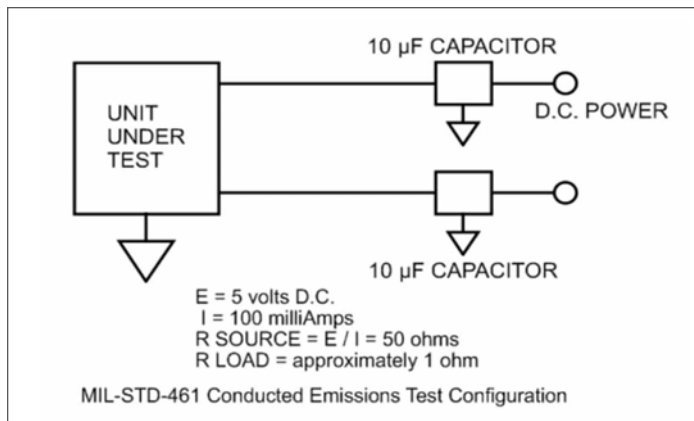 10 µF CAPACITOR
UNIT
UNDER
TEST
D.C. POWER
10 µF CAPACITOR
E = 5 volts D.C.
I = 100 milliAmps
R SOURCE = E / I = 50 ohms
R LOAD = approximately 1 ohm
MIL-STD-461 Conducted Emissions Test Configuration